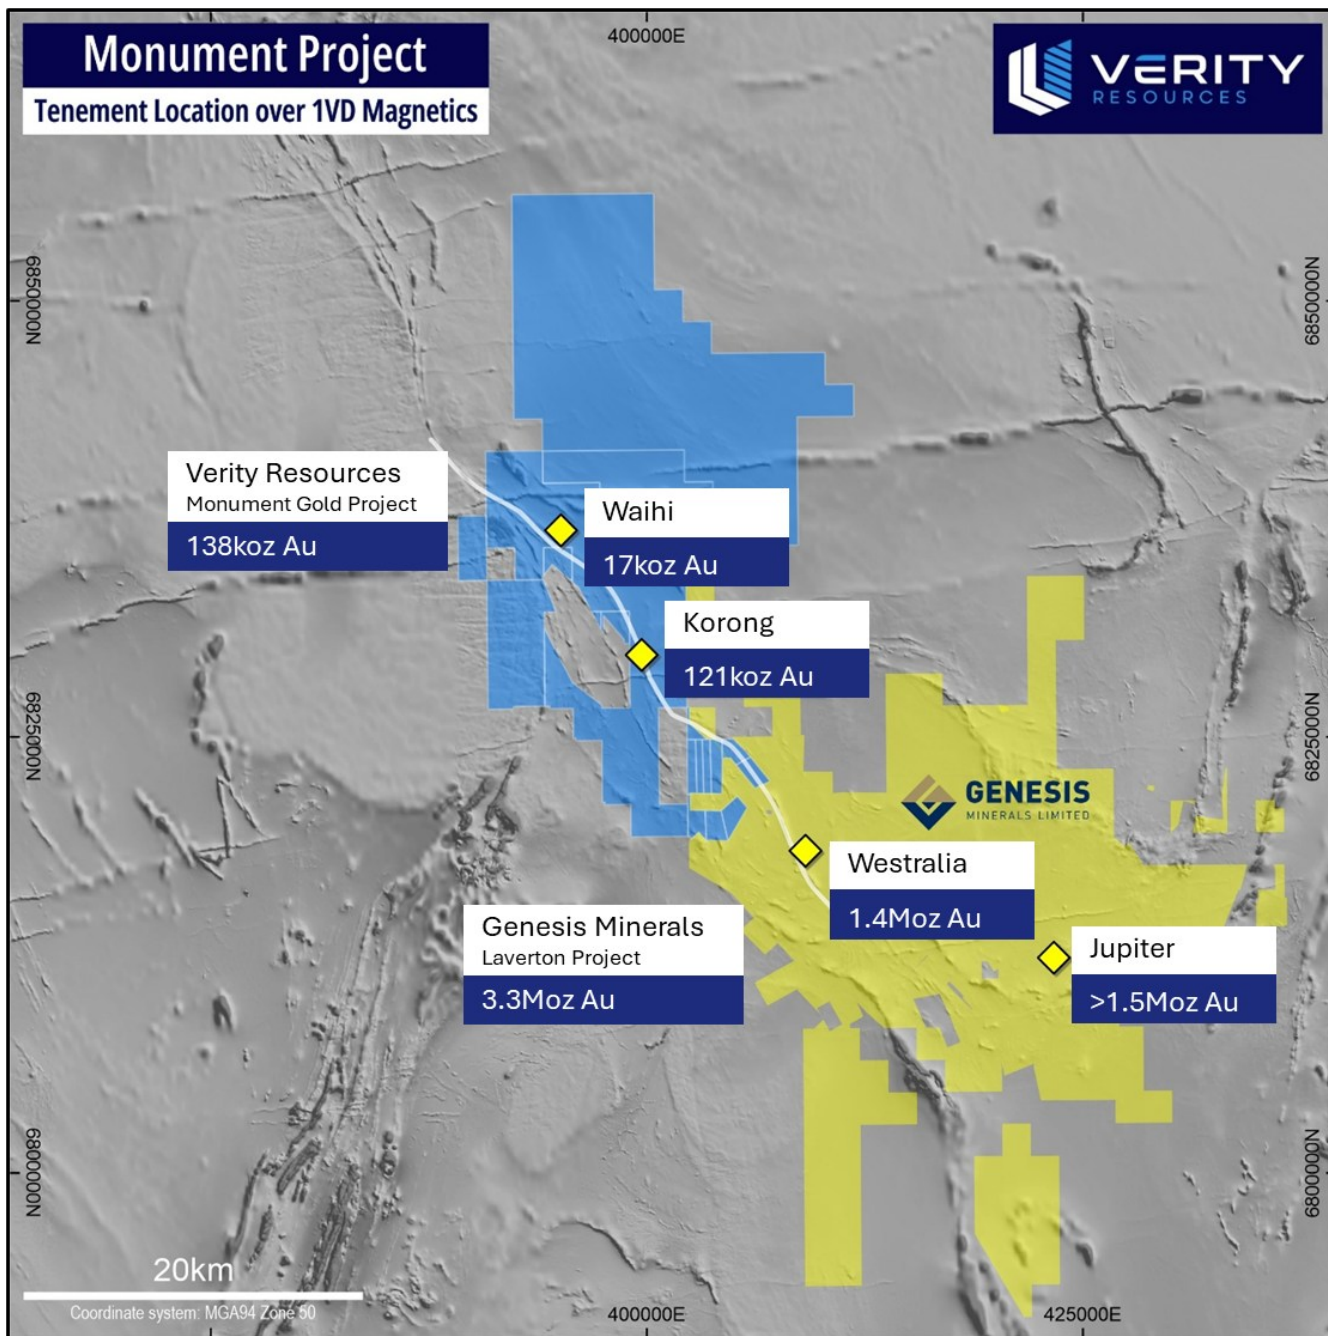 Monument Project
Tenement Location over 1VD Magnetics
400000E
VERITY
RESOURCES
6850000N
6850000N
Verity Resources
Monument Gold Project
138koz Au
Waihi
17koz Au
Korong
121koz Au
6825000N
6825000N
GENESIS
MINERALS LIMITED
Westralia
1.4Moz Au
Genesis Minerals
Laverton Project
3.3Moz Au
Jupiter
>1.5Moz Au
6800000N
6800000N
20km
Coordinate system: MGA94 Zone 50
400000E
425000E